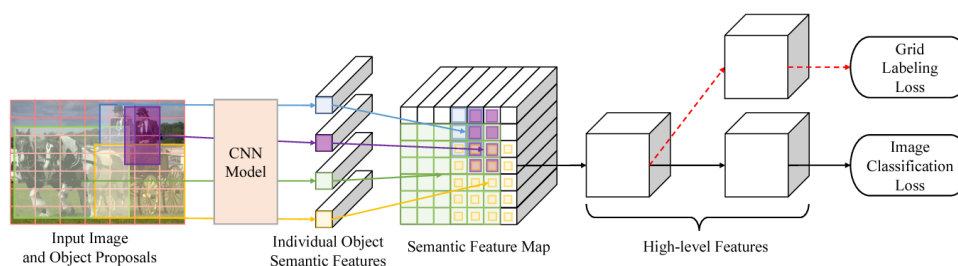 Input Image
and Object Proposals
CNN
Model
Individual Object
Semantic Features
Semantic Feature Map
High-level Features
Grid
Labeling
Loss
Image
Classification
Loss